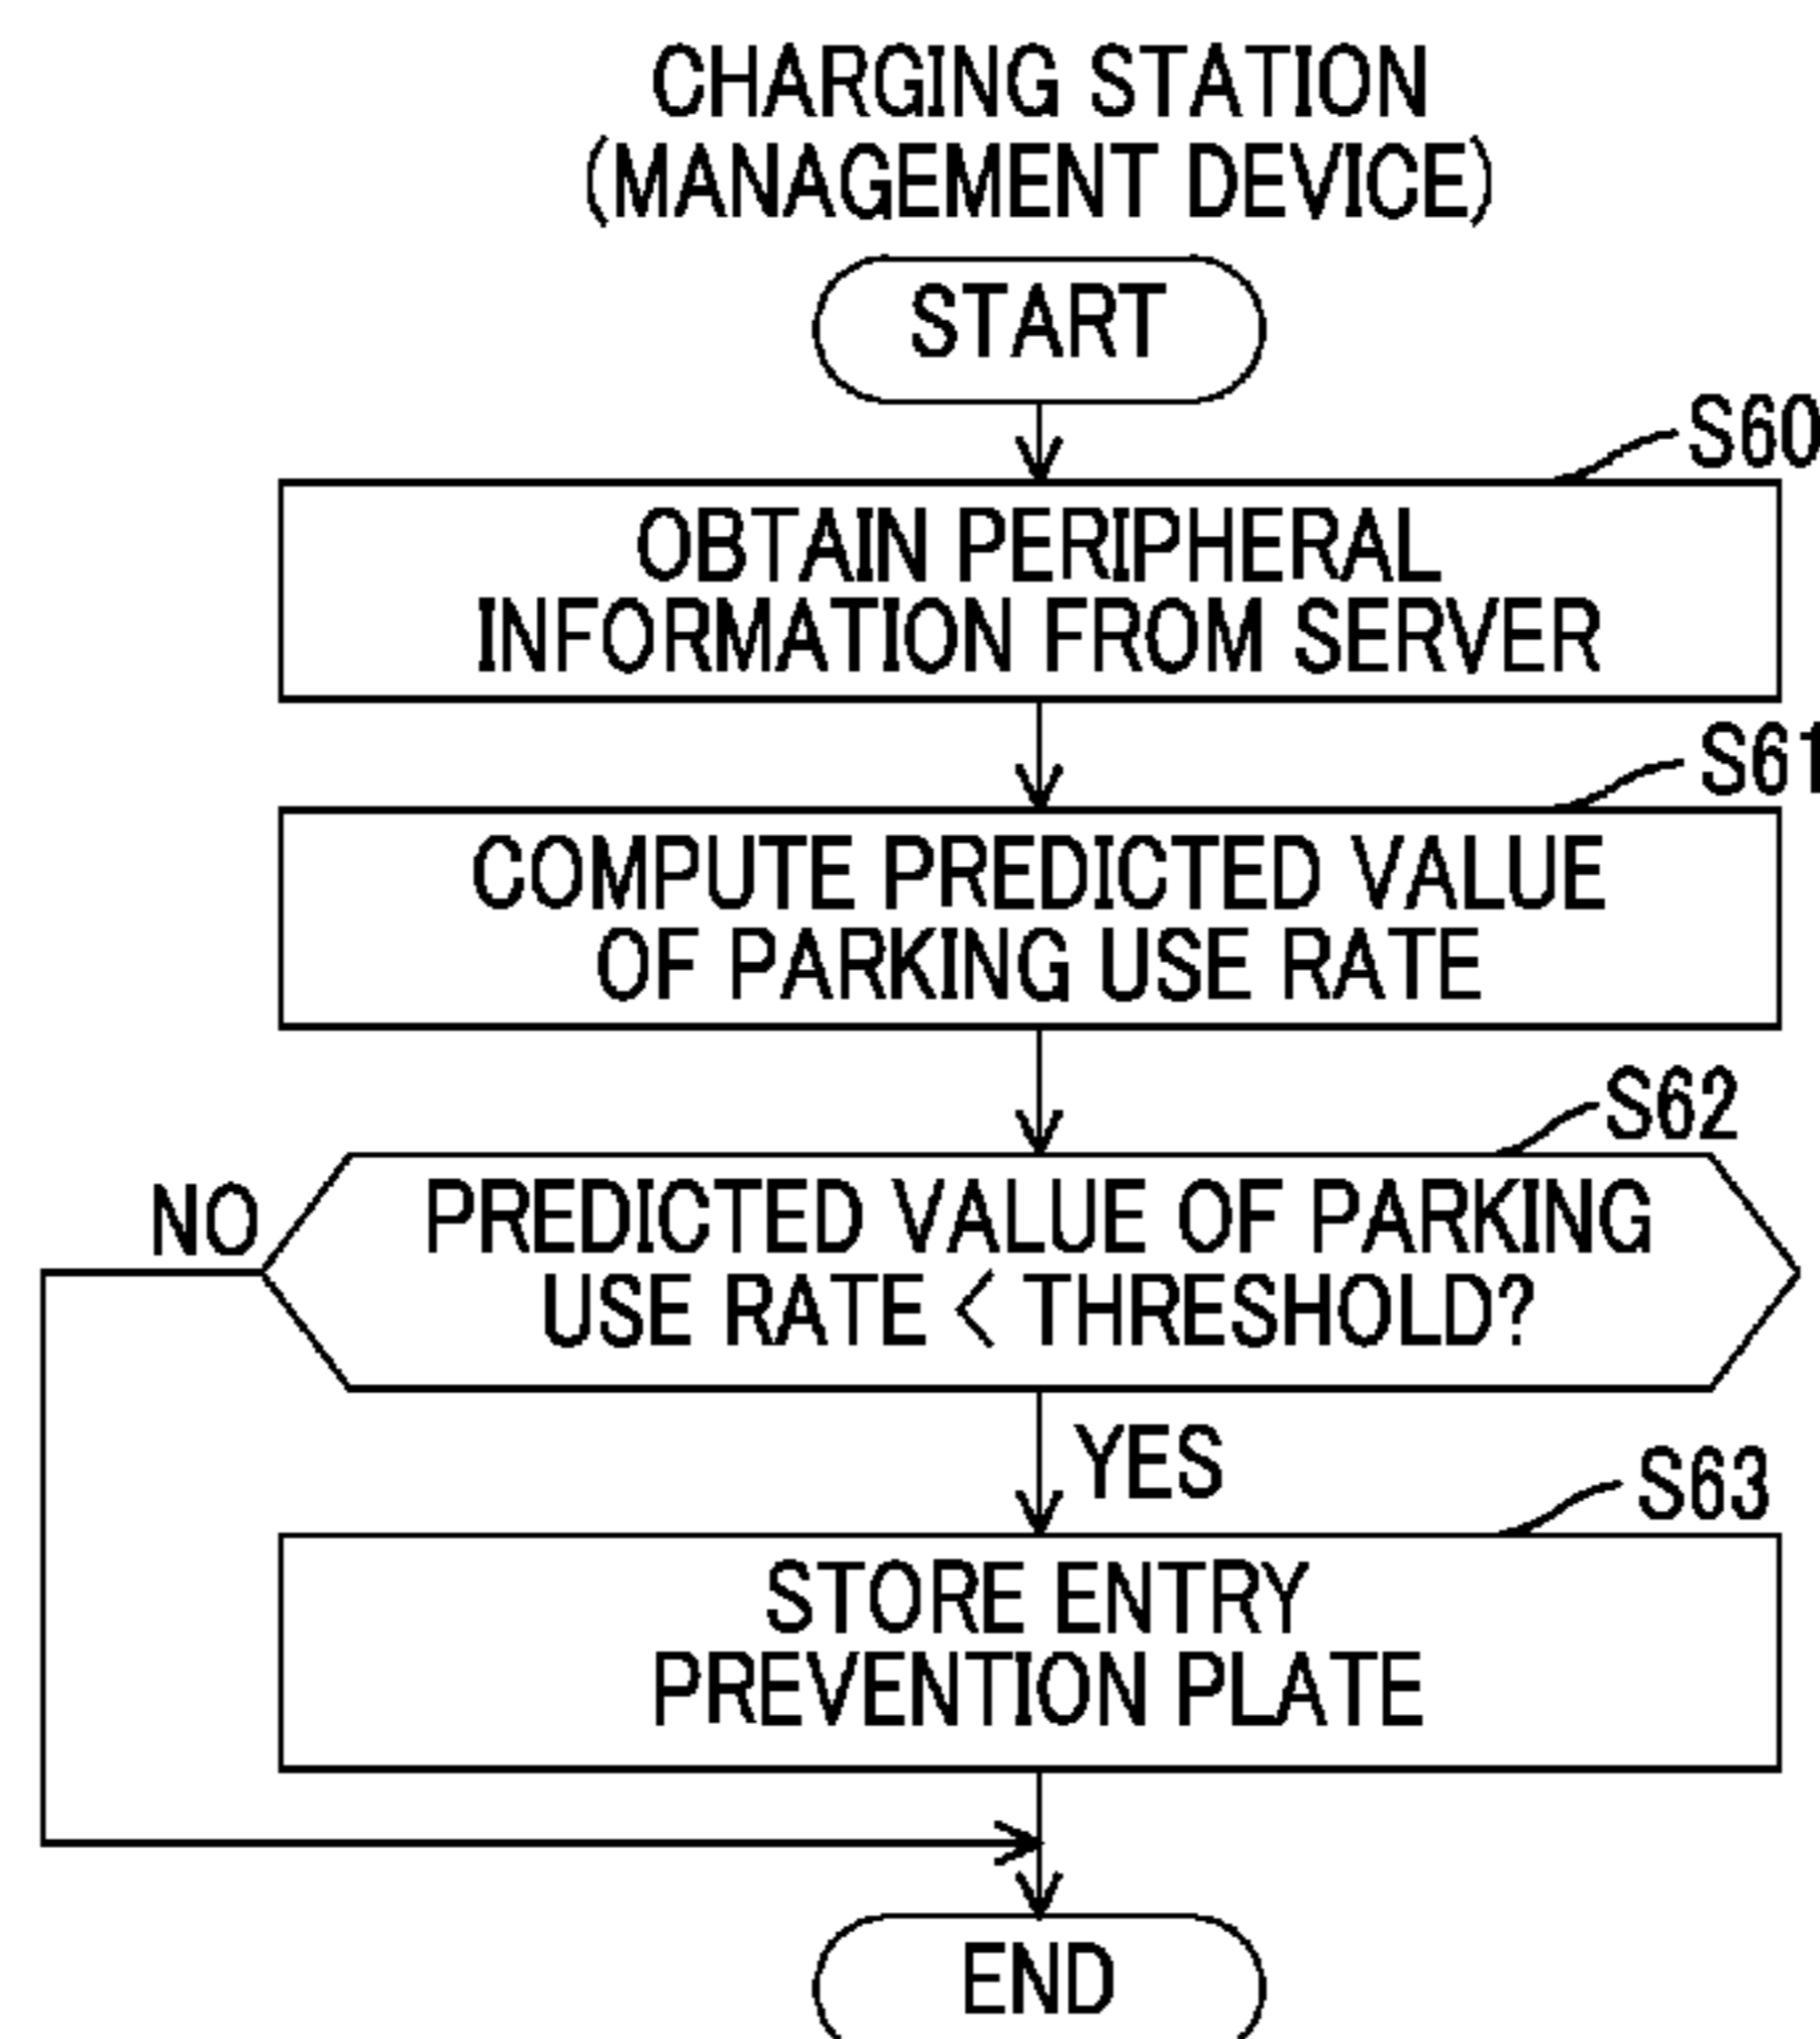 CHARGING STATION
(MANAGEMENT DEVICE)
START
S60
OBTAIN PERIPHERAL
INFORMATION FROM SERVER
S61
COMPUTE PREDICTED VALUE
OF PARKING USE RATE
S62
NO
PREDICTED VALUE OF PARKING
USE RATE < THRESHOLD?
YES
S63
STORE ENTRY
PREVENTION PLATE
END